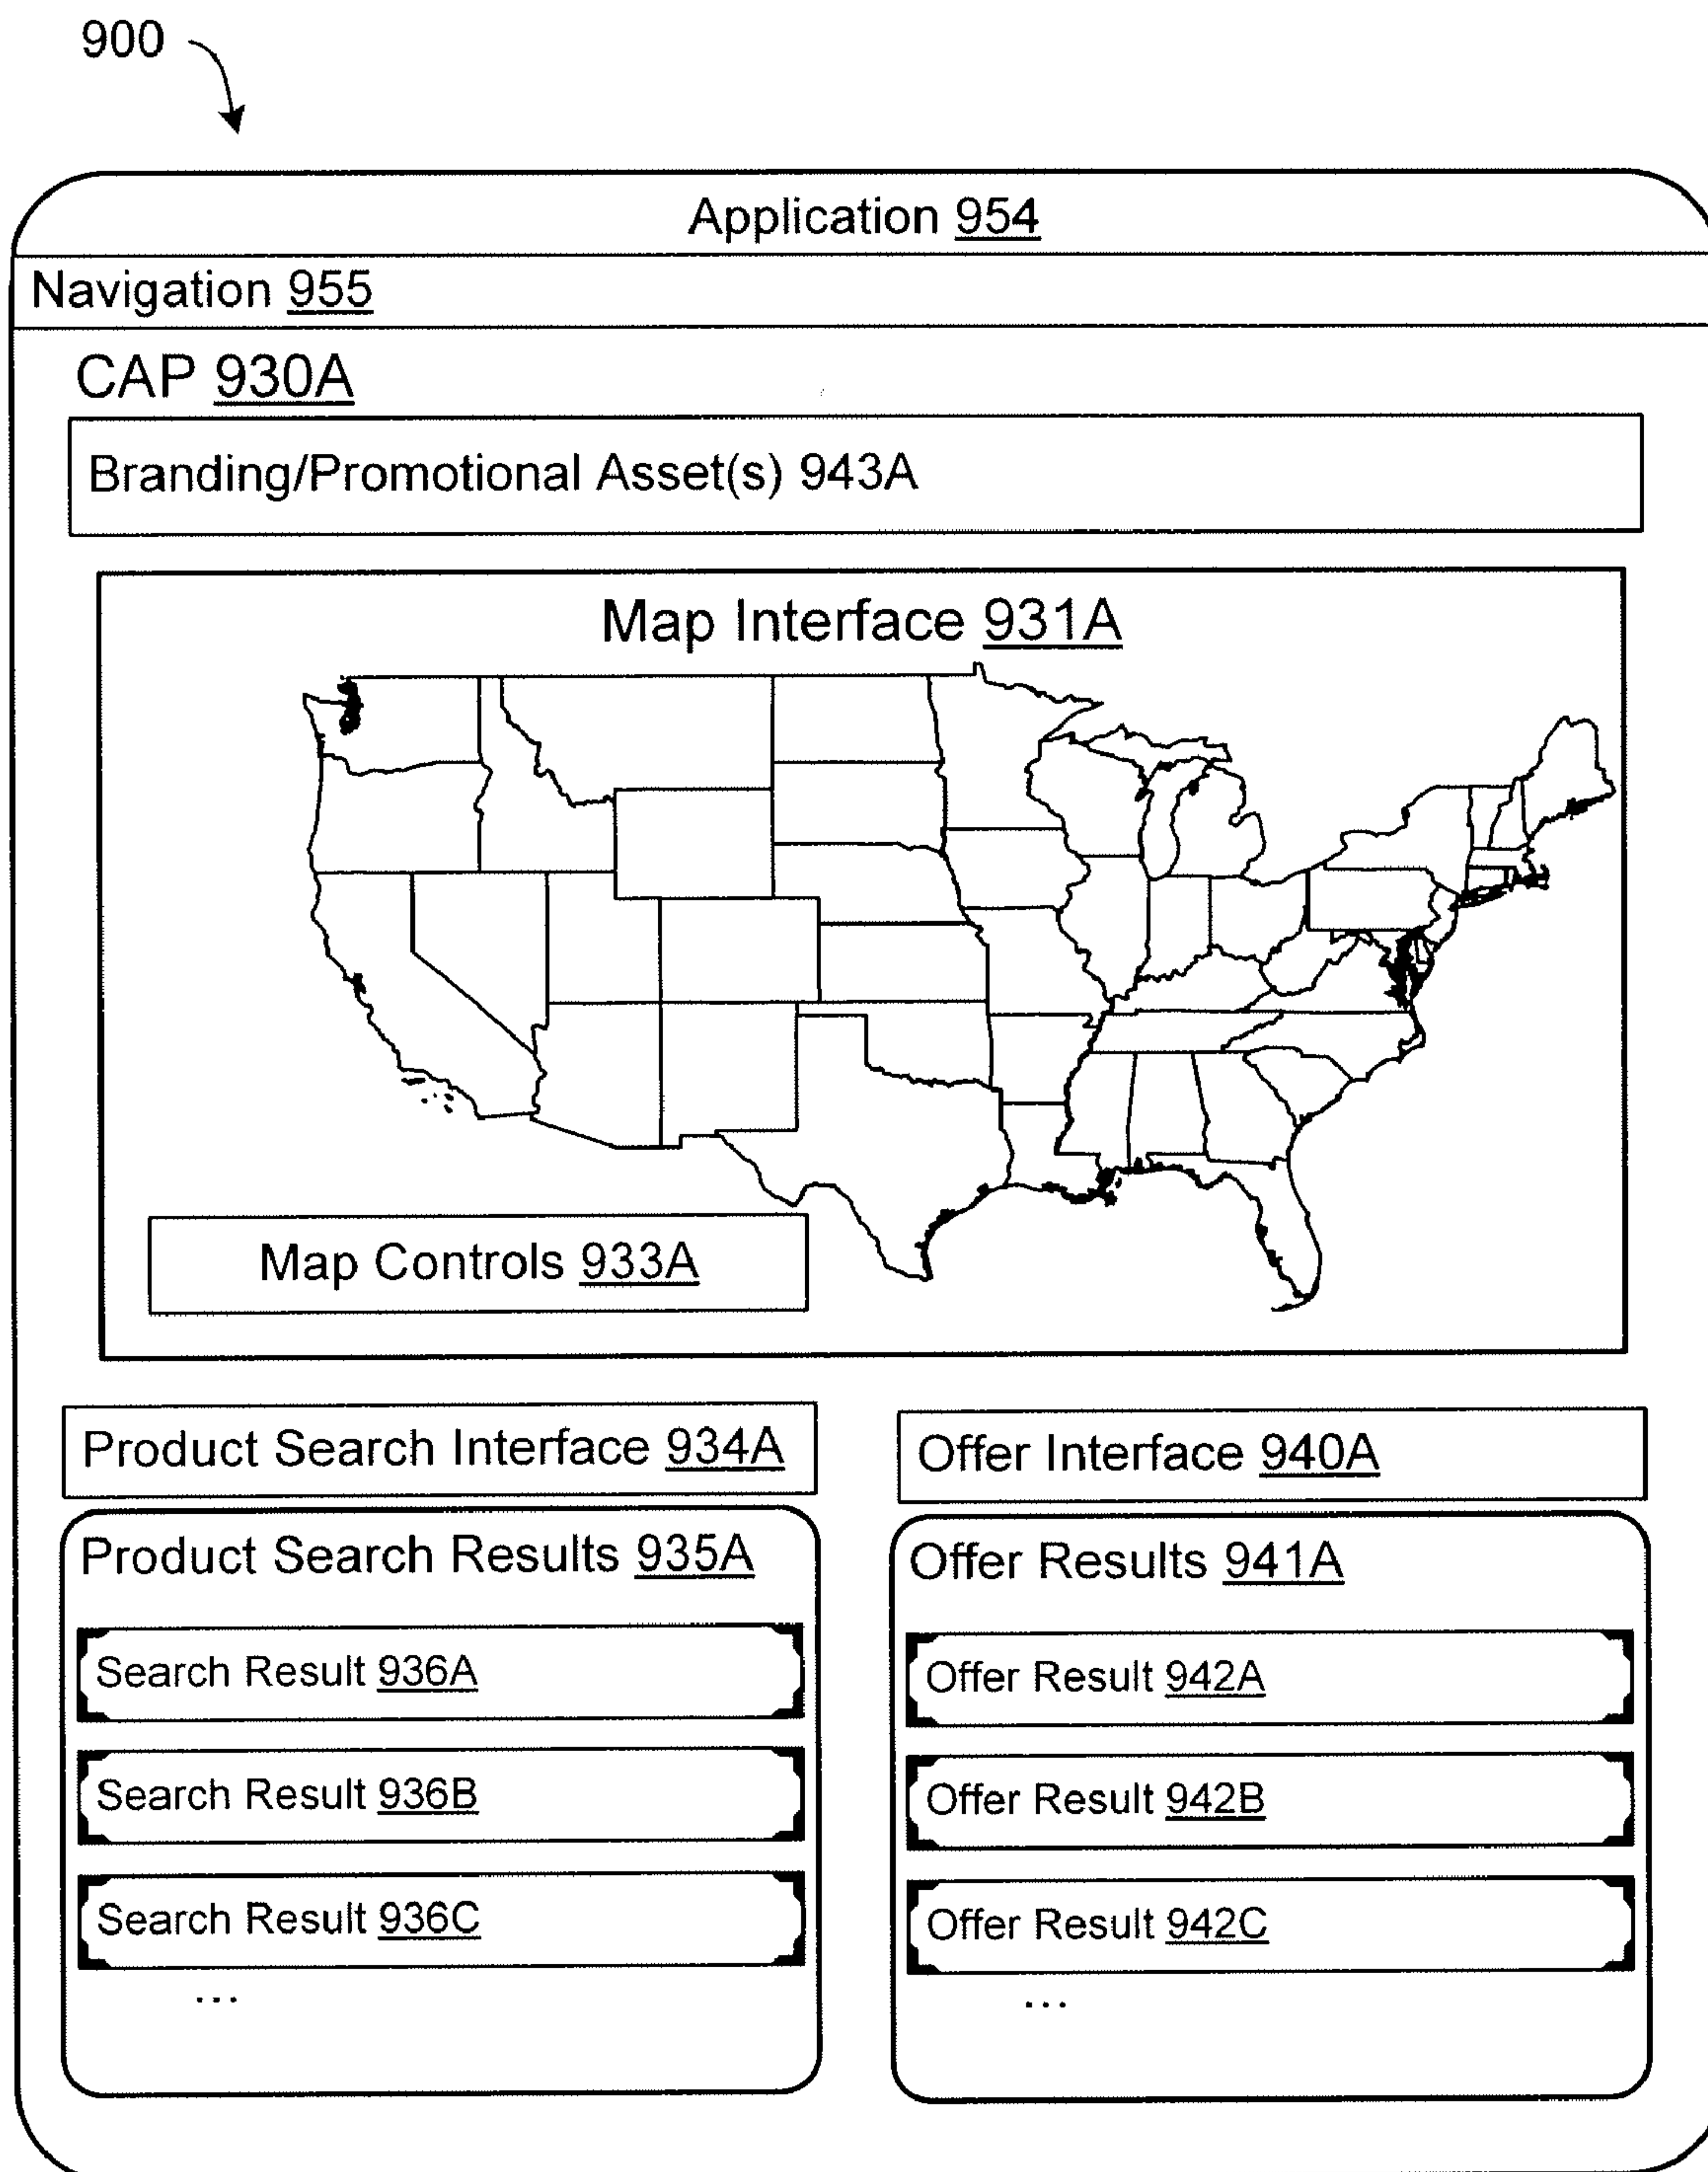 900
Application 954
Navigation 955
CAP 930A
Branding/Promotional Asset(s) 943A
Map Interface 931A
Map Controls 933A
Product Search Interface 934A
Offer Interface 940A
Product Search Results 935A
Offer Results 941A
Search Result 936A
Offer Result 942A
Search Result 936B
Offer Result 942B
Search Result 936C
Offer Result 942C
...
...